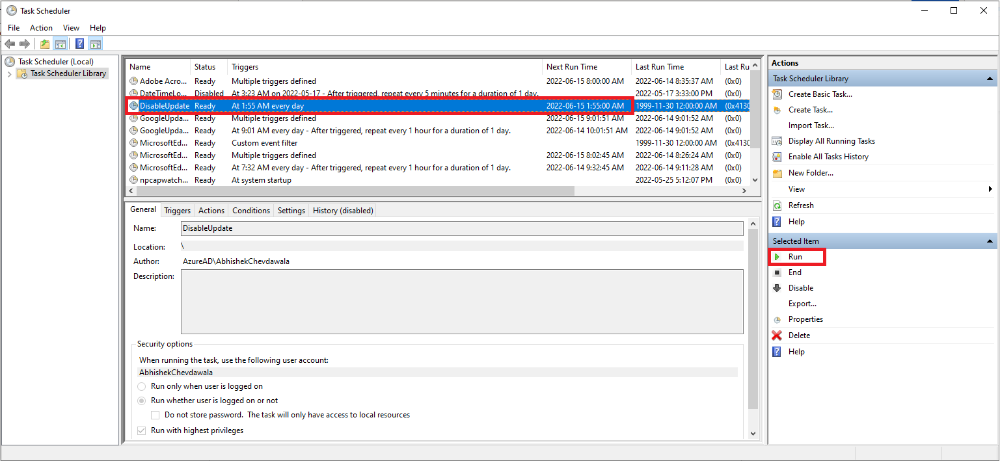 Task Scheduler
File Action View Help
Task Scheduler (Local)
Task Scheduler Library
Name Status Triggers Next Run Time Last Run Time Last Ru
Adobe Acro... Ready Multiple triggers defined 2022-06-15 8:00:00 AM 2022-06-14 8:35:37 AM (0x0)
DateTimeLo... Disabled At 3:23 AM on 2022-05-17 - After triggered, repeat every 5 minutes for a duration of 1 day. 2022-05-17 3:33:00 PM (0x0)
DisableUpdate Ready At 1:55 AM every day 2022-06-15 1:55:00 AM 1999-11-30 12:00:00 AM (0x4130
GoogleUpda... Ready Multiple triggers defined 2022-06-15 9:01:51 AM 2022-06-14 9:01:52 AM (0x0)
GoogleUpda... Ready At 9:01 AM every day - After triggered, repeat every 1 hour for a duration of 1 day. 2022-06-14 10:01:51 AM 2022-06-14 9:01:52 AM (0x0)
MicrosoftEd... Ready Custom event filter 1999-11-30 12:00:00 AM (0x4130
MicrosoftEd... Ready Multiple triggers defined 2022-06-15 8:02:45 AM 2022-06-14 8:26:24 AM (0x0)
MicrosoftEd... Ready At 7:32 AM every day - After triggered, repeat every 1 hour for a duration of 1 day. 2022-06-14 9:32:45 AM 2022-06-14 9:11:28 AM (0x0)
npcapwatch... Ready At system startup 2022-05-25 5:12:07 PM (0x0)
General Triggers Actions Conditions Settings History (disabled)
Name: DisableUpdate
Location: \
Author: AzureAD\AbhishekChevdawala
Description:
Security options
When running the task, use the following user account:
AbhishekChevdawala
Run only when user is logged on
Run whether user is logged on or not
Do not store password. The task will only have access to local resources
Run with highest privileges
Actions
Task Scheduler Library
Create Basic Task...
Create Task...
Import Task...
Display All Running Tasks
Enable All Tasks History
New Folder...
View
Refresh
Help
Selected Item
Run
End
Disable
Export...
Properties
Delete
Help